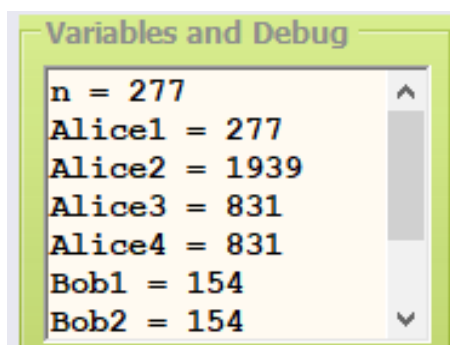 Variables and Debug
n = 277
Alice1 = 277
Alice2 = 1939
Alice3 = 831
Alice4 = 831
Bob1 = 154
Bob2 = 154